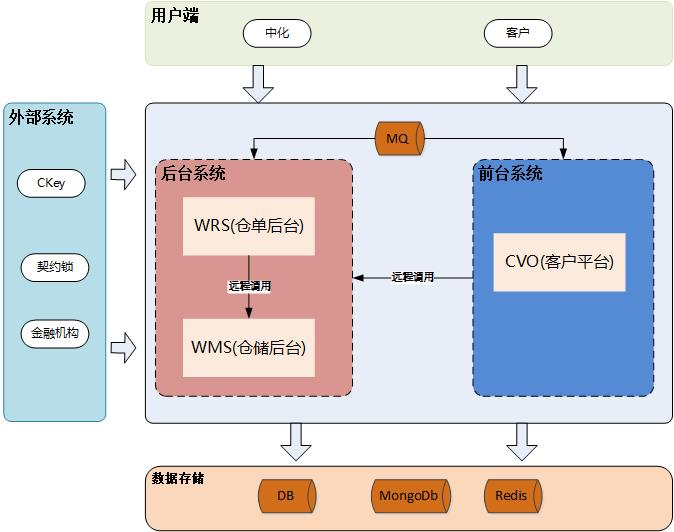 用户端
中化
客户
外部系统
CKey
契约锁
金融机构
MQ
后台系统
WRS(仓单后台)
远程调用
WMS(仓储后台)
远程调用
前台系统
CVO(客户平台)
数据存储
DB
MongoDb
Redis